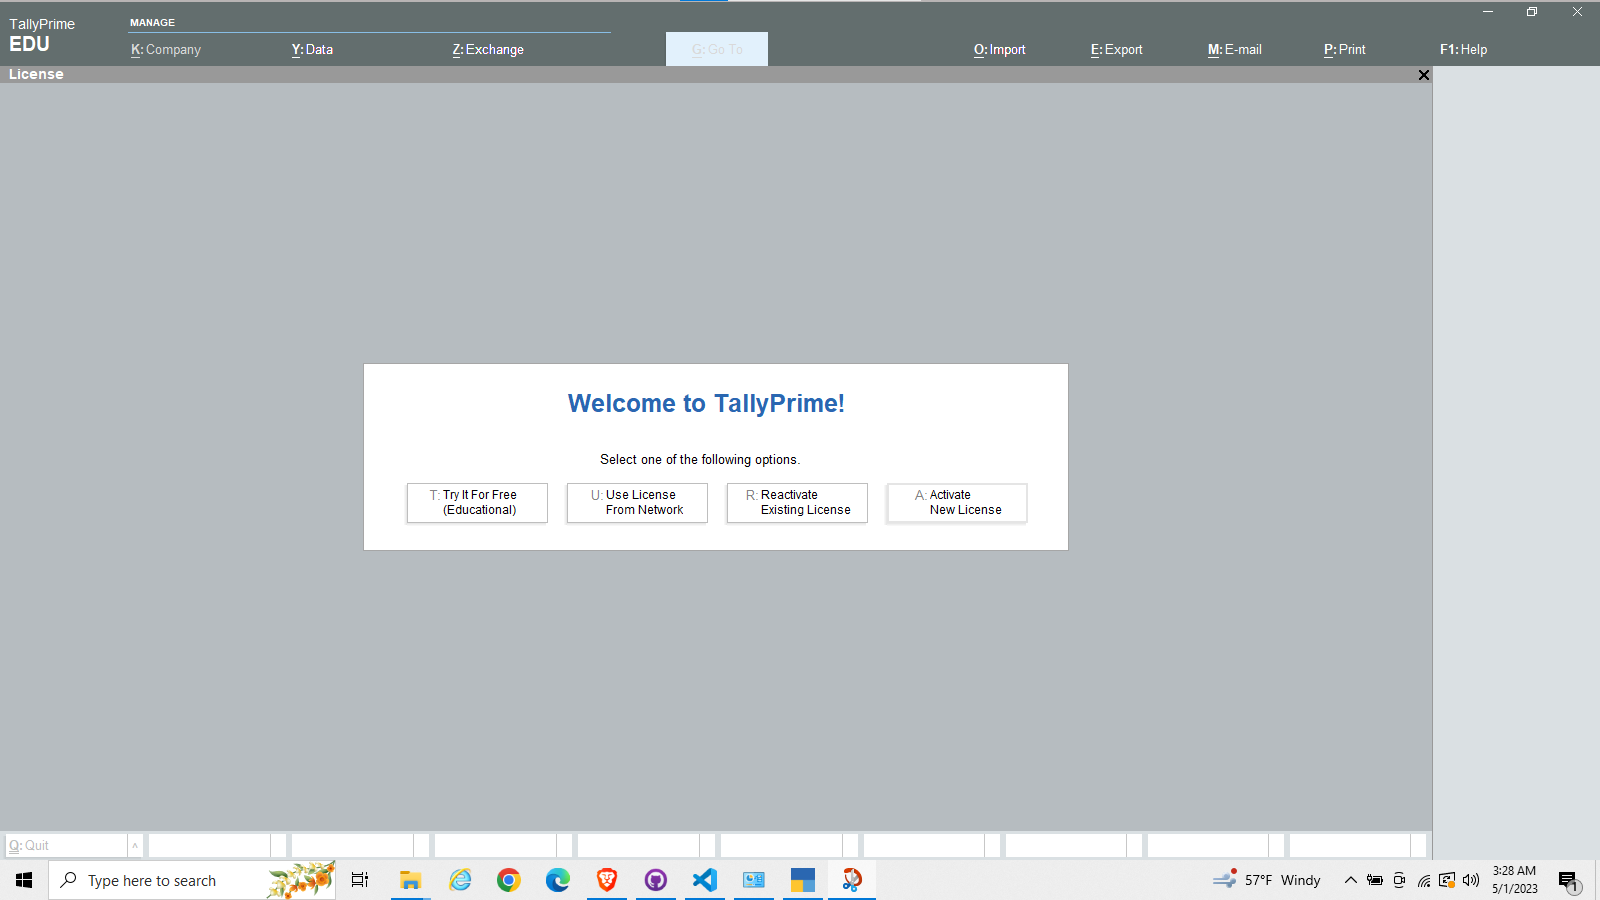 TallyPrime
EDU
MANAGE
K: Company
Y: Data
Z: Exchange
G: Go To
O: Import
E: Export
M: E-mail
P: Print
F1: Help
License
Welcome to TallyPrime!
Select one of the following options.
T: Try It For Free
(Educational)
U: Use License
From Network
R: Reactivate
Existing License
A: Activate
New License
Q: Quit
^
Type here to search
57°F Windy
3:28 AM
5/1/2023
1